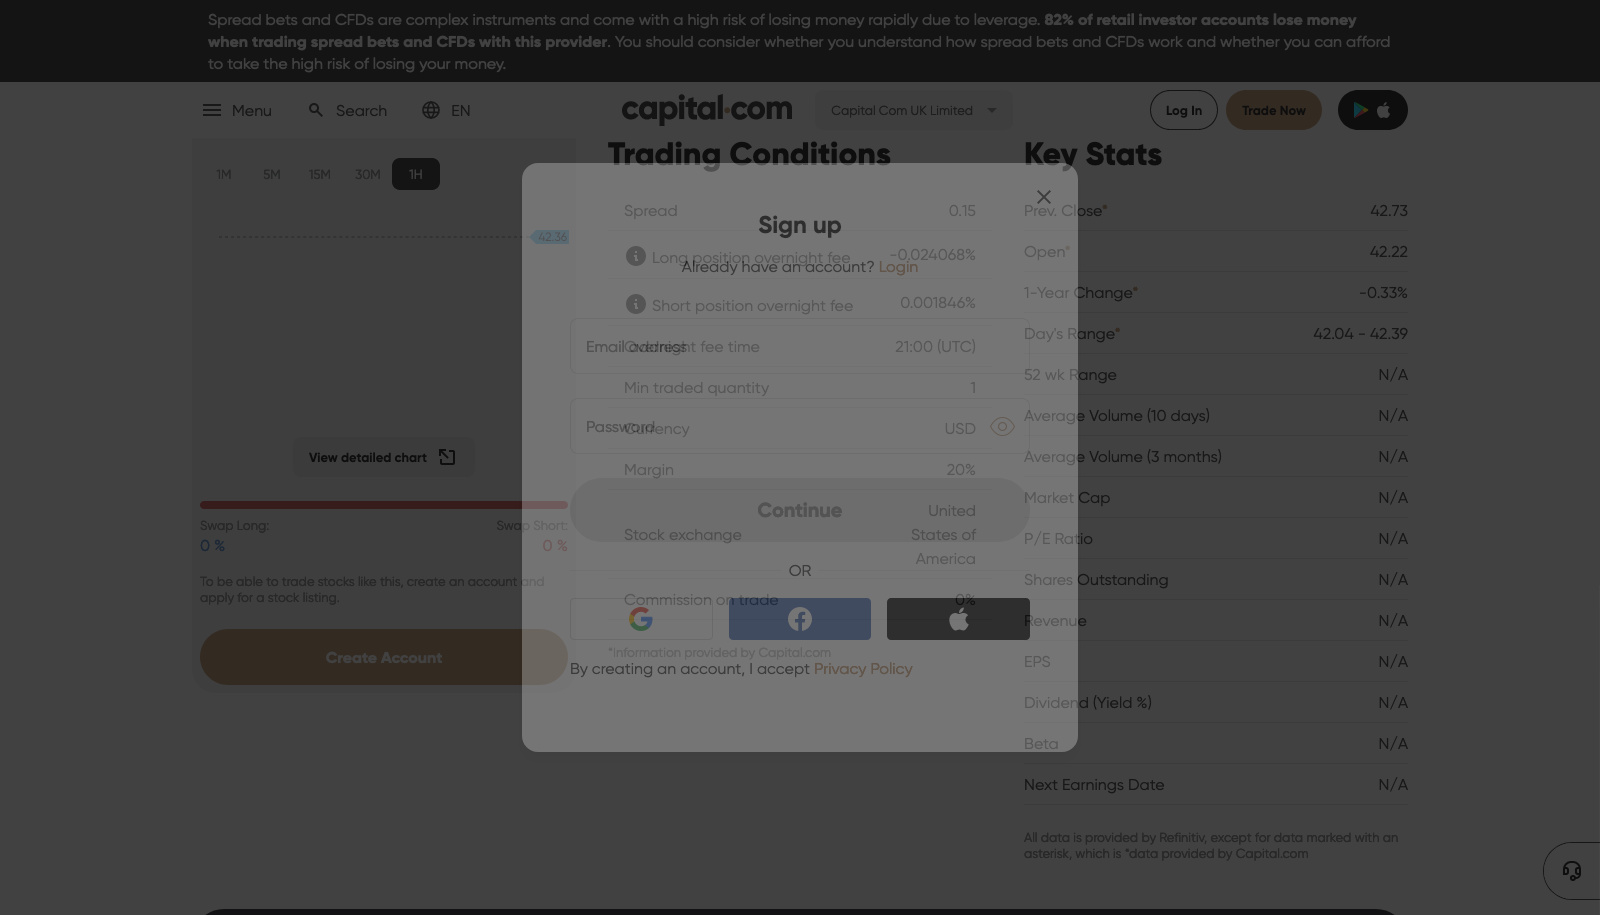 Spread bets and CFDs are complex instruments and come with a high risk of losing money rapidly due to leverage. 82% of retail investor accounts lose money
when trading spread bets and CFDs with this provider. You should consider whether you understand how spread bets and CFDs work and whether you can afford
to take the high risk of losing your money.
Menu
Search
EN
capital.com
Capital Com UK Limited
Log In
Trade Now
1M 5M 15M 30M 1H
42.36
View detailed chart
Swap Long: Swap Short:
0 % 0 %
To be able to trade stocks like this, create an account and
apply for a stock listing.
Create Account
Trading Conditions
Spread 0.15
Long position overnight fee -0.024068%
Short position overnight fee 0.001846%
Overnight fee time 21:00 (UTC)
Min traded quantity 1
Currency USD
Margin 20%
Stock exchange United
States of
America
Commission on trade 0%
*Information provided by Capital.com
Sign up
Already have an account? Login
Email address
Password
Continue
OR
By creating an account, I accept Privacy Policy
Key Stats
Prev. Close* 42.73
Open* 42.22
1-Year Change* -0.33%
Day's Range* 42.04 - 42.39
52 wk Range N/A
Average Volume (10 days) N/A
Average Volume (3 months) N/A
Market Cap N/A
P/E Ratio N/A
Shares Outstanding N/A
Revenue N/A
EPS N/A
Dividend (Yield %) N/A
Beta N/A
Next Earnings Date N/A
All data is provided by Refinitiv, except for data marked with an
asterisk, which is *data provided by Capital.com